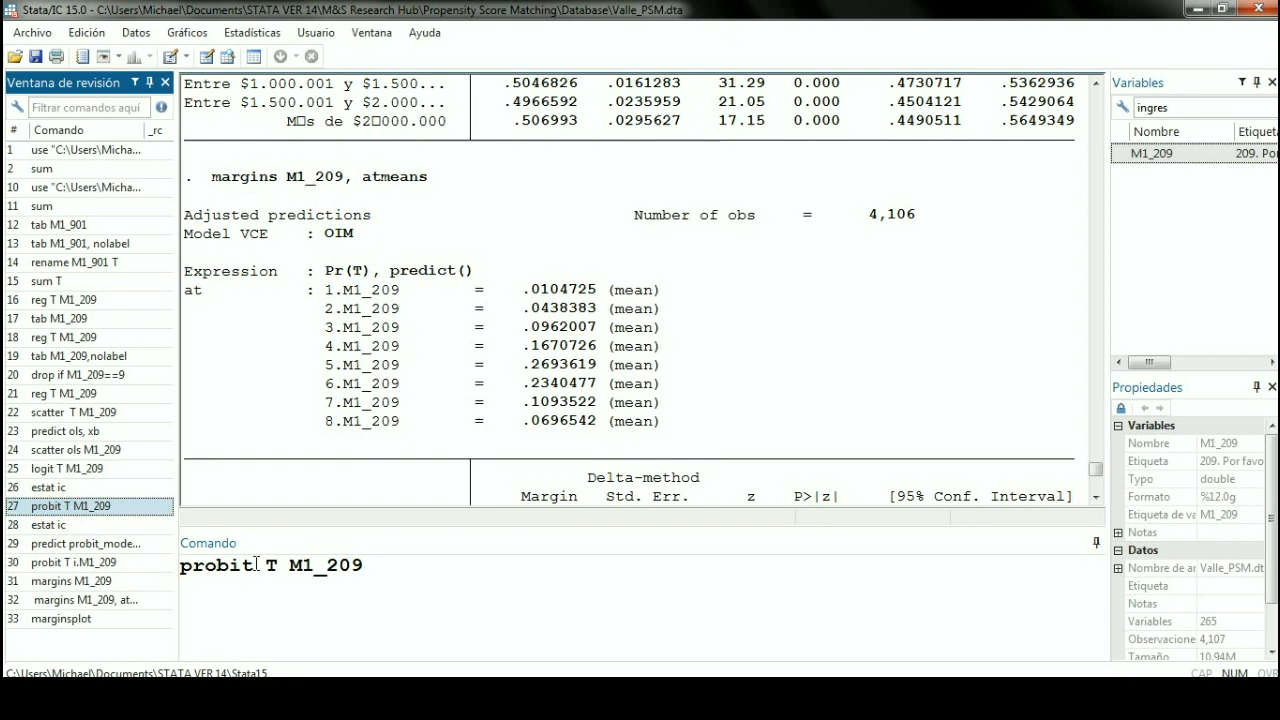 Stata/IC 15.0 - C:\Users\Michael\Documents\STATA VER 14\M&S Research Hub\Propensity Score Matching\Database\Valle_PSM.dta
Archivo Edición Datos Gráficos Estadísticas Usuario Ventana Ayuda
Ventana de revisión
Filtrar comandos aquí
# Comando _rc
1 use "C:\Users\Micha...
2 sum
10 use "C:\Users\Micha...
11 sum
12 tab M1_901
13 tab M1_901, nolabel
14 rename M1_901 T
15 sum T
16 reg T M1_209
17 tab M1_209
18 reg T M1_209
19 tab M1_209,nolabel
20 drop if M1_209==9
21 reg T M1_209
22 scatter T M1_209
23 predict ols, xb
24 scatter ols M1_209
25 logit T M1_209
26 estat ic
27 probit T M1_209
28 estat ic
29 predict probit_mode...
30 probit T i.M1_209
31 margins M1_209
32 margins M1_209, at...
33 marginsplot
Entre $1.000.001 y $1.500... .5046826 .0161283 31.29 0.000 .4730717 .5362936
Entre $1.500.001 y $2.000... .4966592 .0235959 21.05 0.000 .4504121 .5429064
M□s de $2□000.000 .506993 .0295627 17.15 0.000 .4490511 .5649349
. margins M1_209, atmeans
Adjusted predictions Number of obs = 4,106
Model VCE : OIM
Expression : Pr(T), predict()
at : 1.M1_209 = .0104725 (mean)
2.M1_209 = .0438383 (mean)
3.M1_209 = .0962007 (mean)
4.M1_209 = .1670726 (mean)
5.M1_209 = .2693619 (mean)
6.M1_209 = .2340477 (mean)
7.M1_209 = .1093522 (mean)
8.M1_209 = .0696542 (mean)
Delta-method
Margin Std. Err. z P>|z| [95% Conf. Interval]
Comando
probit T M1_209
Variables
ingres
Nombre Etiquet
M1_209 209. Por
Propiedades
Variables
Nombre M1_209
Etiqueta 209. Por favo
Tipo double
Formato %12.0g
Etiqueta de va M1_209
Notas
Datos
Nombre de ar Valle_PSM.dt
Etiqueta
Notas
Variables 265
Observacione 4,107
Tamaño 10.94M
C:\Users\Michael\Documents\STATA VER 14\Stata15
CAP NUM OVR